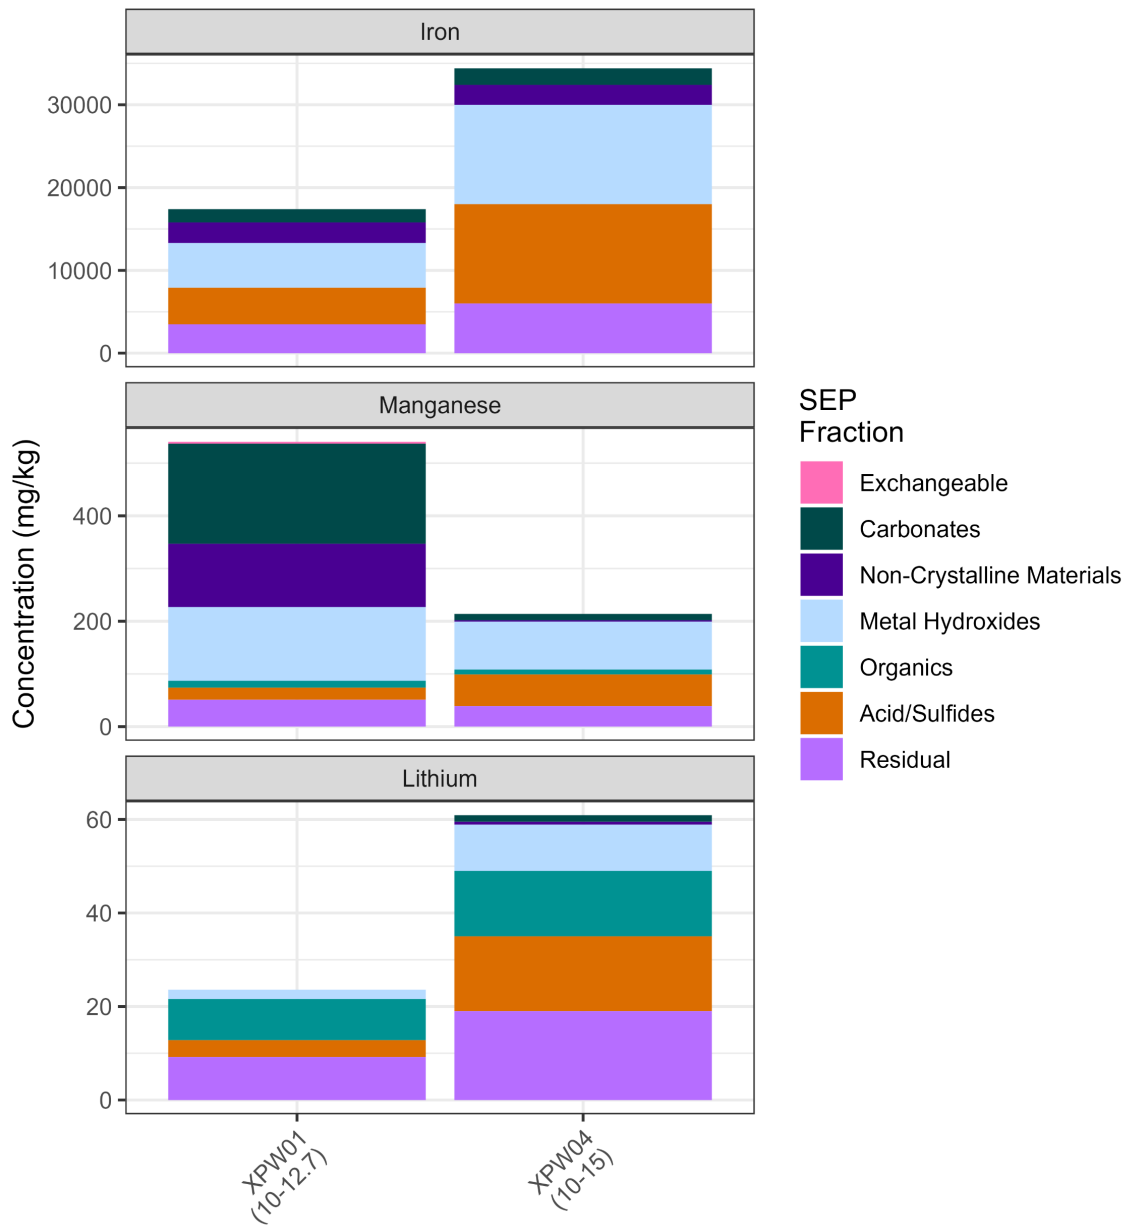 Iron
30000
20000
10000
0
Manganese
400
200
0
Lithium
60
40
20
0
Concentration (mg/kg)
XPW01
(10-12.7)
XPW04
(10-15)
SEP
Fraction
Exchangeable
Carbonates
Non-Crystalline Materials
Metal Hydroxides
Organics
Acid/Sulfides
Residual